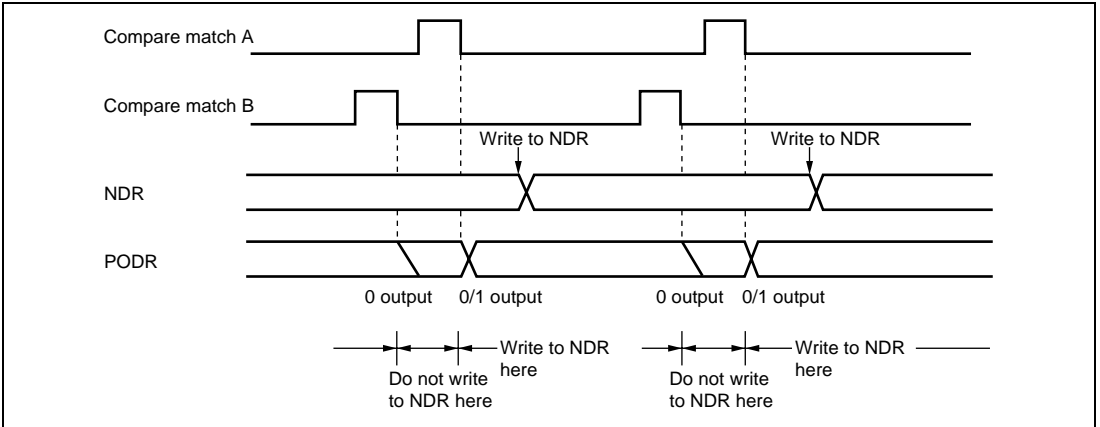 Compare match A
Compare match B
Write to NDR Write to NDR
NDR
PODR
0 output 0/1 output 0 output 0/1 output
Write to NDR here Write to NDR here
Do not write to NDR here Do not write to NDR here